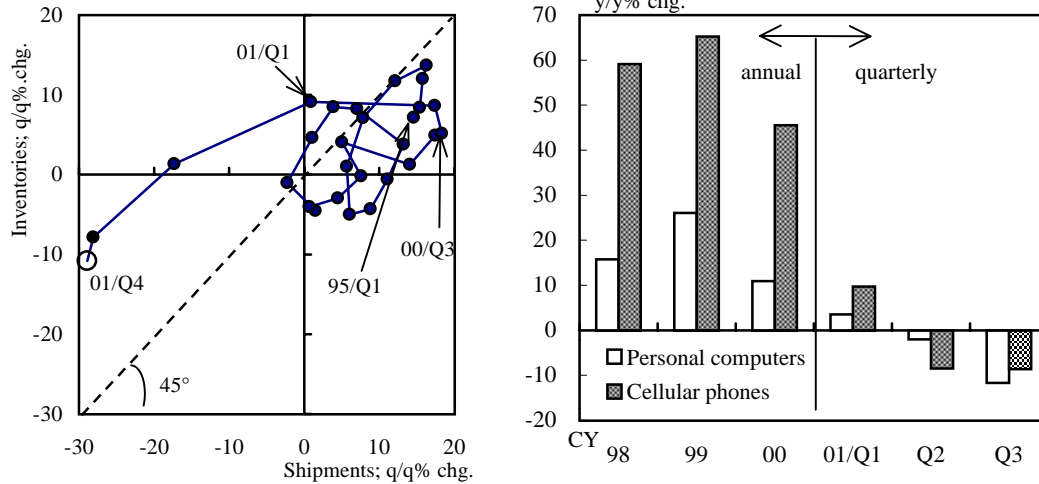 20
10
0
-10
-20
-30
Inventories; q/q%.chg.
01/Q1
00/Q3
95/Q1
01/Q4
45°
-30
-20
-10
0
10
20
Shipments; q/q% chg.
y/y% chg.
70
60
50
40
30
20
10
0
-10
-20
annual
quarterly
Personal computers
Cellular phones
CY
98
99
00
01/Q1
Q2
Q3